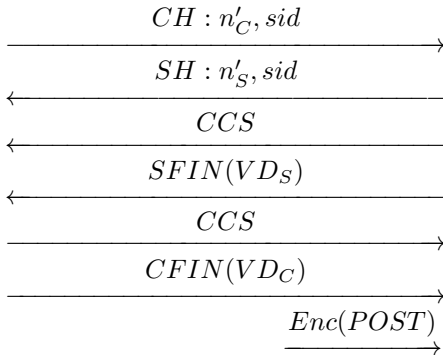 CH : n'_C, sid
SH : n'_S, sid
CCS
SFIN(VD_S)
CCS
CFIN(VD_C)
Enc(POST)